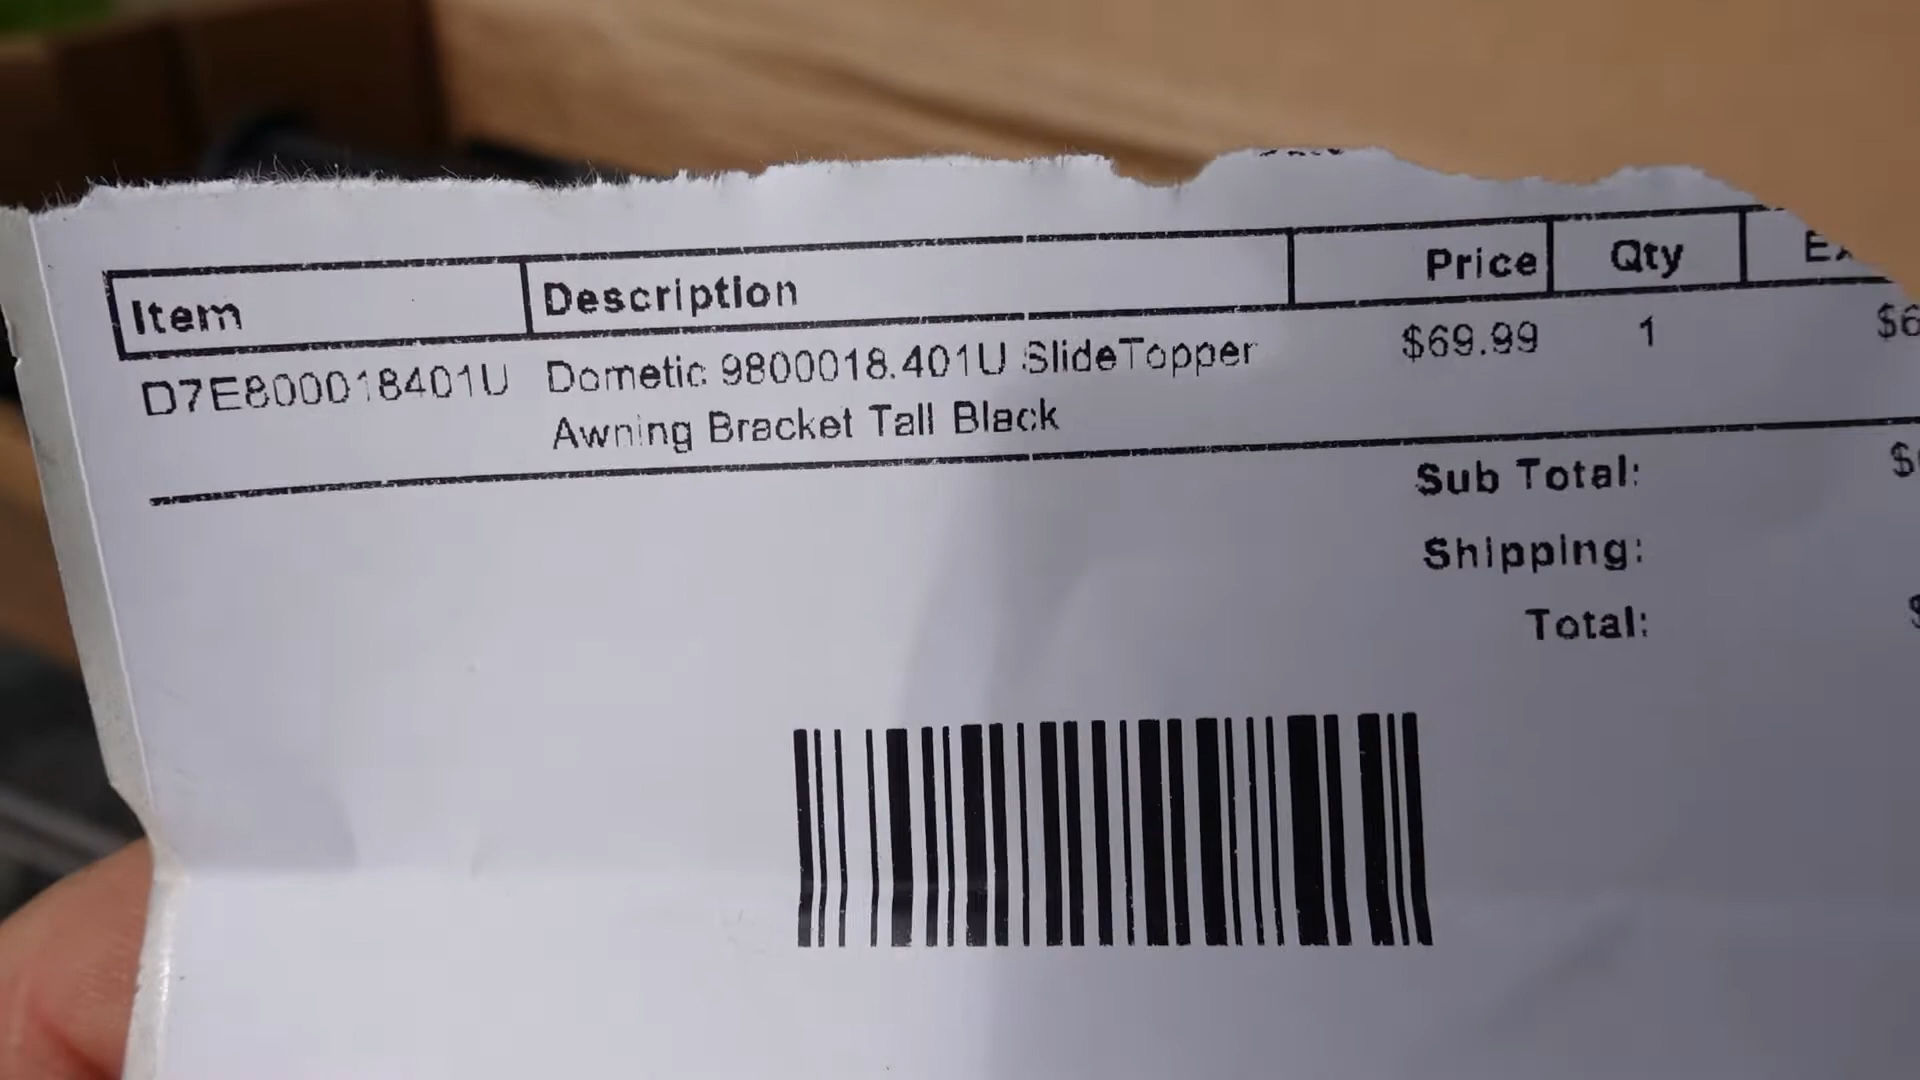 Item Description Price Qty
D7E800018401U Dometic 9800018.401U SlideTopper $69.99 1
Awning Bracket Tall Black
Sub Total:
Shipping:
Total: